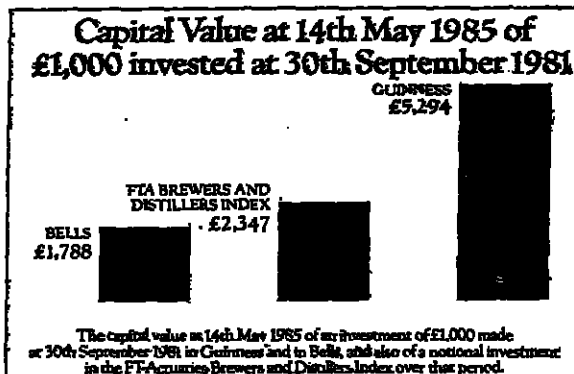 Capital Value at 14th May 1985 of
£1,000 invested at 30th September 1981
GUINNESS
£5,294
FTA BREWERS AND
DISTILLERS INDEX
£2,347
BELLS
£1,788
The capital value at 14th May 1985 of an investment of £1,000 made
at 30th September 1981 in Guinness and in Bells, and also of a notional investment
in the FT-Actuaries Brewers and Distillers Index over that period.